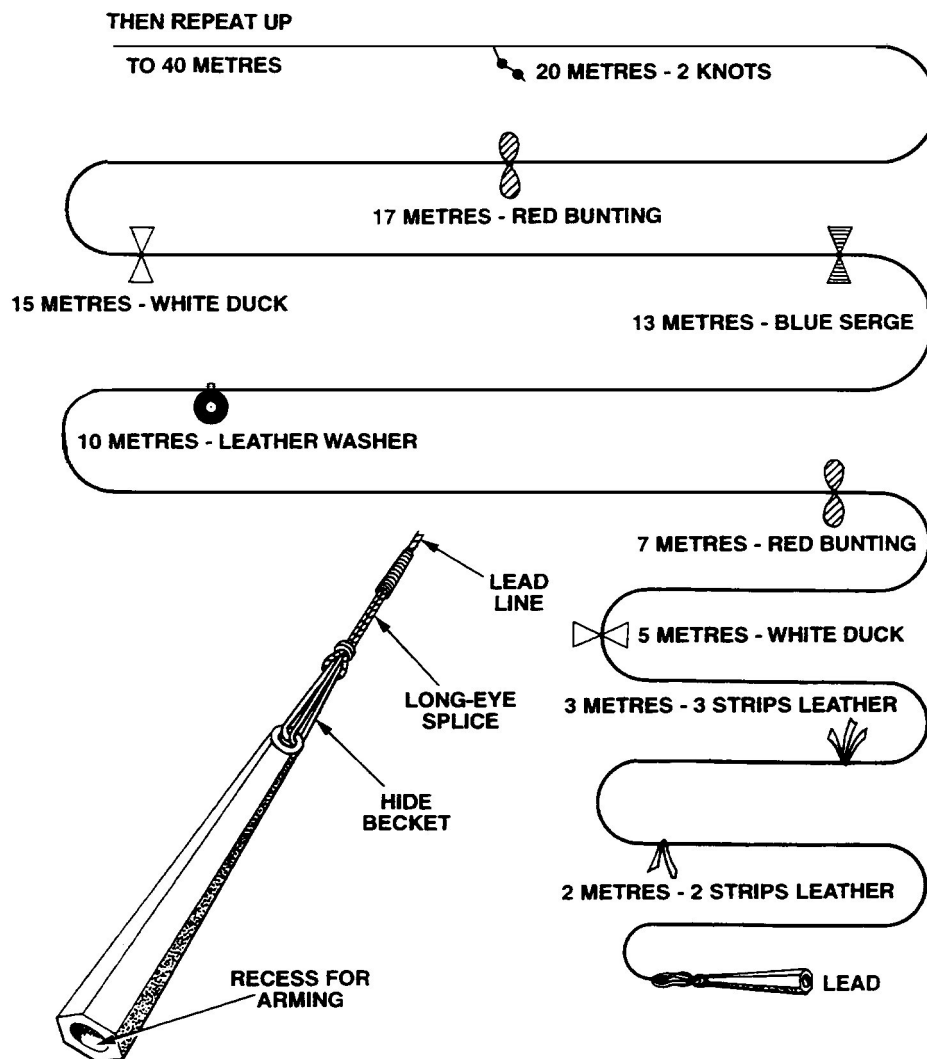 THEN REPEAT UP
TO 40 METRES
20 METRES - 2 KNOTS
17 METRES - RED BUNTING
15 METRES - WHITE DUCK
13 METRES - BLUE SERGE
10 METRES - LEATHER WASHER
7 METRES - RED BUNTING
LEAD
LINE
5 METRES - WHITE DUCK
LONG-EYE
SPLICE
3 METRES - 3 STRIPS LEATHER
HIDE
BECKET
2 METRES - 2 STRIPS LEATHER
RECESS FOR
ARMING
LEAD